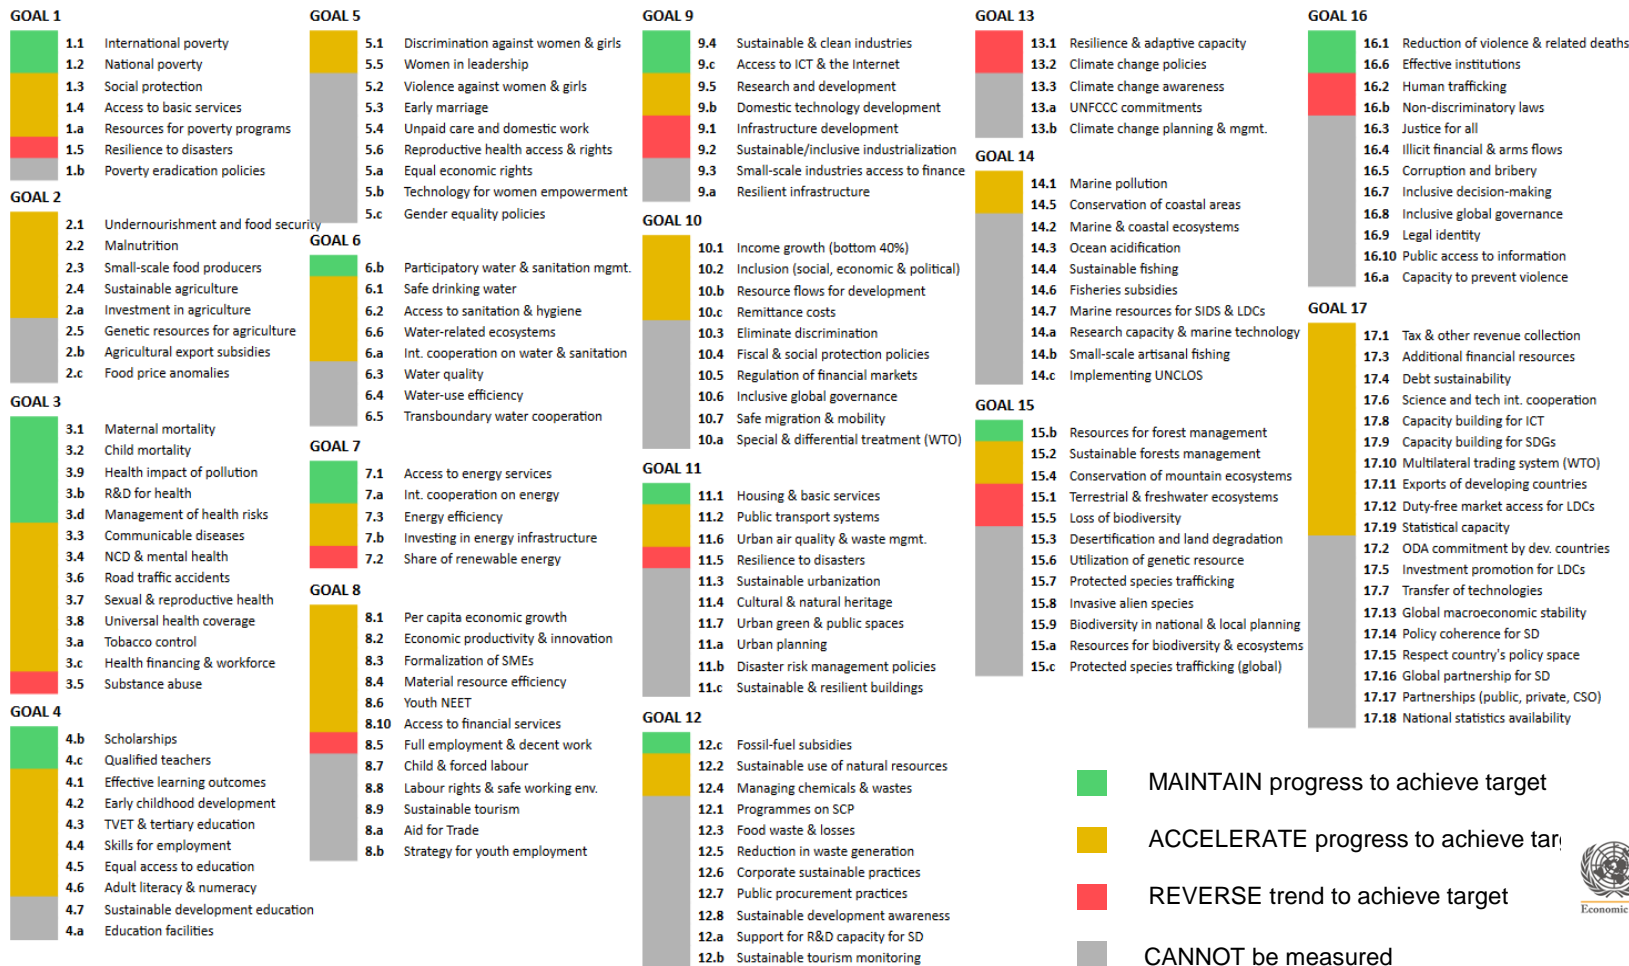 GOAL 1
1.1 International poverty
1.2 National poverty
1.3 Social protection
1.4 Access to basic services
1.a Resources for poverty programs
1.5 Resilience to disasters
1.b Poverty eradication policies
GOAL 2
2.1 Undernourishment and food security
2.2 Malnutrition
2.3 Small-scale food producers
2.4 Sustainable agriculture
2.a Investment in agriculture
2.5 Genetic resources for agriculture
2.b Agricultural export subsidies
2.c Food price anomalies
GOAL 3
3.1 Maternal mortality
3.2 Child mortality
3.9 Health impact of pollution
3.b R&D for health
3.d Management of health risks
3.3 Communicable diseases
3.4 NCD & mental health
3.6 Road traffic accidents
3.7 Sexual & reproductive health
3.8 Universal health coverage
3.a Tobacco control
3.c Health financing & workforce
3.5 Substance abuse
GOAL 4
4.b Scholarships
4.c Qualified teachers
4.1 Effective learning outcomes
4.2 Early childhood development
4.3 TVET & tertiary education
4.4 Skills for employment
4.5 Equal access to education
4.6 Adult literacy & numeracy
4.7 Sustainable development education
4.a Education facilities
GOAL 5
5.1 Discrimination against women & girls
5.5 Women in leadership
5.2 Violence against women & girls
5.3 Early marriage
5.4 Unpaid care and domestic work
5.6 Reproductive health access & rights
5.a Equal economic rights
5.b Technology for women empowerment
5.c Gender equality policies
GOAL 6
6.b Participatory water & sanitation mgmt.
6.1 Safe drinking water
6.2 Access to sanitation & hygiene
6.6 Water-related ecosystems
6.a Int. cooperation on water & sanitation
6.3 Water quality
6.4 Water-use efficiency
6.5 Transboundary water cooperation
GOAL 7
7.1 Access to energy services
7.a Int. cooperation on energy
7.3 Energy efficiency
7.b Investing in energy infrastructure
7.2 Share of renewable energy
GOAL 8
8.1 Per capita economic growth
8.2 Economic productivity & innovation
8.3 Formalization of SMEs
8.4 Material resource efficiency
8.6 Youth NEET
8.10 Access to financial services
8.5 Full employment & decent work
8.7 Child & forced labour
8.8 Labour rights & safe working env.
8.9 Sustainable tourism
8.a Aid for Trade
8.b Strategy for youth employment
GOAL 9
9.4 Sustainable & clean industries
9.c Access to ICT & the Internet
9.5 Research and development
9.b Domestic technology development
9.1 Infrastructure development
9.2 Sustainable/inclusive industrialization
9.3 Small-scale industries access to finance
9.a Resilient infrastructure
GOAL 10
10.1 Income growth (bottom 40%)
10.2 Inclusion (social, economic & political)
10.b Resource flows for development
10.c Remittance costs
10.3 Eliminate discrimination
10.4 Fiscal & social protection policies
10.5 Regulation of financial markets
10.6 Inclusive global governance
10.7 Safe migration & mobility
10.a Special & differential treatment (WTO)
GOAL 11
11.1 Housing & basic services
11.2 Public transport systems
11.6 Urban air quality & waste mgmt.
11.5 Resilience to disasters
11.3 Sustainable urbanization
11.4 Cultural & natural heritage
11.7 Urban green & public spaces
11.a Urban planning
11.b Disaster risk management policies
11.c Sustainable & resilient buildings
GOAL 12
12.c Fossil-fuel subsidies
12.2 Sustainable use of natural resources
12.4 Managing chemicals & wastes
12.1 Programmes on SCP
12.3 Food waste & losses
12.5 Reduction in waste generation
12.6 Corporate sustainable practices
12.7 Public procurement practices
12.8 Sustainable development awareness
12.a Support for R&D capacity for SD
12.b Sustainable tourism monitoring
GOAL 13
13.1 Resilience & adaptive capacity
13.2 Climate change policies
13.3 Climate change awareness
13.a UNFCCC commitments
13.b Climate change planning & mgmt.
GOAL 14
14.1 Marine pollution
14.5 Conservation of coastal areas
14.2 Marine & coastal ecosystems
14.3 Ocean acidification
14.4 Sustainable fishing
14.6 Fisheries subsidies
14.7 Marine resources for SIDS & LDCs
14.a Research capacity & marine technology
14.b Small-scale artisanal fishing
14.c Implementing UNCLOS
GOAL 15
15.b Resources for forest management
15.2 Sustainable forests management
15.4 Conservation of mountain ecosystems
15.1 Terrestrial & freshwater ecosystems
15.5 Loss of biodiversity
15.3 Desertification and land degradation
15.6 Utilization of genetic resource
15.7 Protected species trafficking
15.8 Invasive alien species
15.9 Biodiversity in national & local planning
15.a Resources for biodiversity & ecosystems
15.c Protected species trafficking (global)
GOAL 16
16.1 Reduction of violence & related deaths
16.6 Effective institutions
16.2 Human trafficking
16.b Non-discriminatory laws
16.3 Justice for all
16.4 Illicit financial & arms flows
16.5 Corruption and bribery
16.7 Inclusive decision-making
16.8 Inclusive global governance
16.9 Legal identity
16.10 Public access to information
16.a Capacity to prevent violence
GOAL 17
17.1 Tax & other revenue collection
17.3 Additional financial resources
17.4 Debt sustainability
17.6 Science and tech int. cooperation
17.8 Capacity building for ICT
17.9 Capacity building for SDGs
17.10 Multilateral trading system (WTO)
17.11 Exports of developing countries
17.12 Duty-free market access for LDCs
17.19 Statistical capacity
17.2 ODA commitment by dev. countries
17.5 Investment promotion for LDCs
17.7 Transfer of technologies
17.13 Global macroeconomic stability
17.14 Policy coherence for SD
17.15 Respect country's policy space
17.16 Global partnership for SD
17.17 Partnerships (public, private, CSO)
17.18 National statistics availability
MAINTAIN progress to achieve target
ACCELERATE progress to achieve tar
REVERSE trend to achieve target
CANNOT be measured
Economic